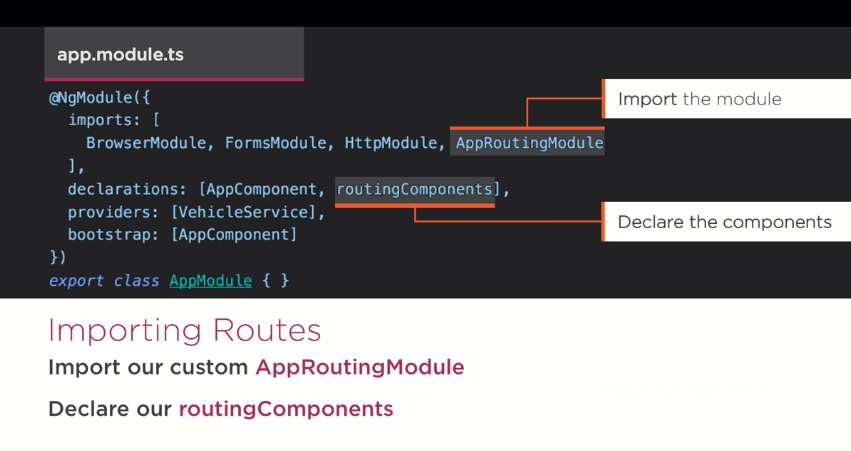 app.module.ts
@NgModule({
imports: [
BrowserModule, FormsModule, HttpModule, AppRoutingModule
],
declarations: [AppComponent, routingComponents],
providers: [VehicleService],
bootstrap: [AppComponent]
})
export class AppModule { }
Import the module
Declare the components
Importing Routes
Import our custom AppRoutingModule
Declare our routingComponents